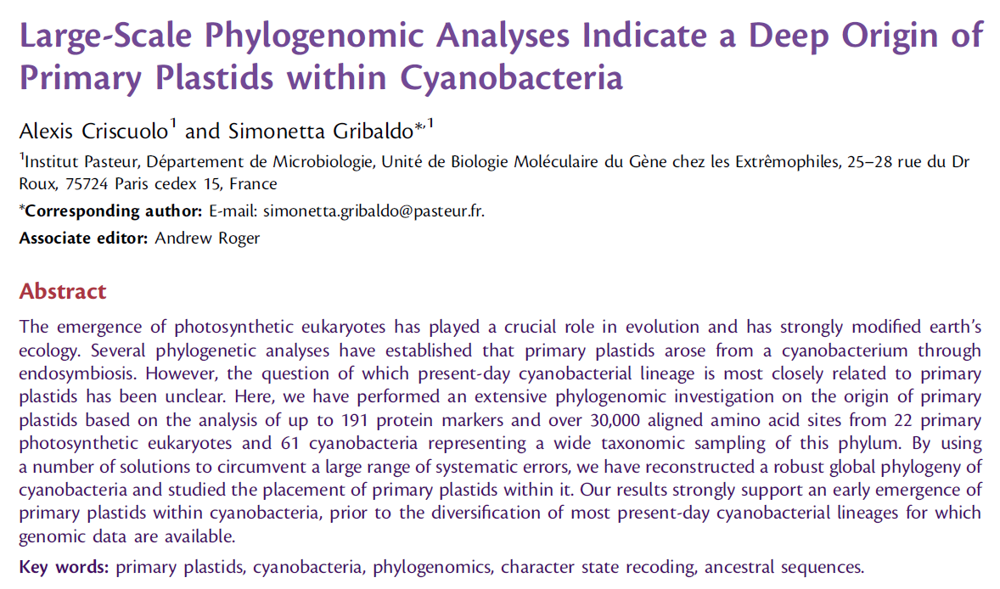 Large-Scale Phylogenomic Analyses Indicate a Deep Origin of
Primary Plastids within Cyanobacteria
Alexis Criscuolo1 and Simonetta Gribaldo*,1
1Institut Pasteur, Département de Microbiologie, Unité de Biologie Moléculaire du Gène chez les Extrêmophiles, 25–28 rue du Dr
Roux, 75724 Paris cedex 15, France
*Corresponding author: E-mail: simonetta.gribaldo@pasteur.fr.
Associate editor: Andrew Roger
Abstract
The emergence of photosynthetic eukaryotes has played a crucial role in evolution and has strongly modified earth's
ecology. Several phylogenetic analyses have established that primary plastids arose from a cyanobacterium through
endosymbiosis. However, the question of which present-day cyanobacterial lineage is most closely related to primary
plastids has been unclear. Here, we have performed an extensive phylogenomic investigation on the origin of primary
plastids based on the analysis of up to 191 protein markers and over 30,000 aligned amino acid sites from 22 primary
photosynthetic eukaryotes and 61 cyanobacteria representing a wide taxonomic sampling of this phylum. By using
a number of solutions to circumvent a large range of systematic errors, we have reconstructed a robust global phylogeny of
cyanobacteria and studied the placement of primary plastids within it. Our results strongly support an early emergence of
primary plastids within cyanobacteria, prior to the diversification of most present-day cyanobacterial lineages for which
genomic data are available.
Key words: primary plastids, cyanobacteria, phylogenomics, character state recoding, ancestral sequences.